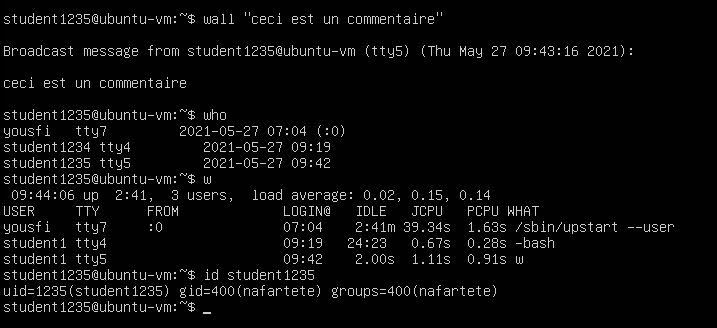 student1235@ubuntu-vm:~$ wall "ceci est un commentaire"
Broadcast message from student1235@ubuntu-vm (tty5) (Thu May 27 09:43:16 2021):
ceci est un commentaire
student1235@ubuntu-vm:~$ who
yousfi   tty7         2021-05-27 07:04 (:0)
student1234 tty4         2021-05-27 09:19
student1235 tty5         2021-05-27 09:42
student1235@ubuntu-vm:~$ w
 09:44:06 up  2:41,  3 users,  load average: 0.02, 0.15, 0.14
USER     TTY      FROM             LOGIN@   IDLE   JCPU   PCPU WHAT
yousfi   tty7     :0               07:04    2:41m 39.34s  1.63s /sbin/upstart --user
student1 tty4                      09:19   24:23   0.67s  0.28s -bash
student1 tty5                      09:42    2.00s  1.11s  0.91s w
student1235@ubuntu-vm:~$ id student1235
uid=1235(student1235) gid=400(nafartete) groups=400(nafartete)
student1235@ubuntu-vm:~$ _